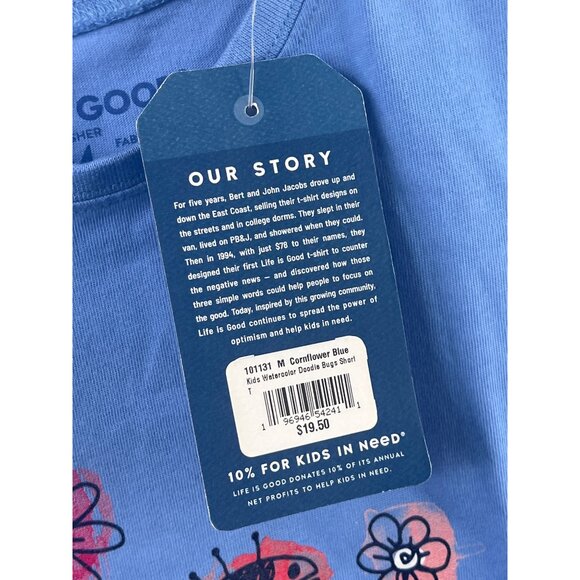 GOOD
SHER
FAB
OUR STORY
For five years, Bert and John Jacobs drove up and
down the East Coast, selling their t-shirt designs on
the streets and in college dorms. They slept in their
van, lived on PB&J, and showered when they could.
Then in 1994, with just $78 to their names, they
designed their first Life is Good t-shirt to counter
the negative news — and discovered how those
three simple words could help people to focus on
the good. Today, inspired by this growing community,
Life is Good continues to spread the power of
optimism and help kids in need.
101131 M Cornflower Blue
Kids Watercolor Doodle Bugs Short
T
1 96946 54241 1
$19.50
10% FOR KIDS IN NeeD®
LIFE IS GOOD DONATES 10% OF ITS ANNUAL
NET PROFITS TO HELP KIDS IN NEED.